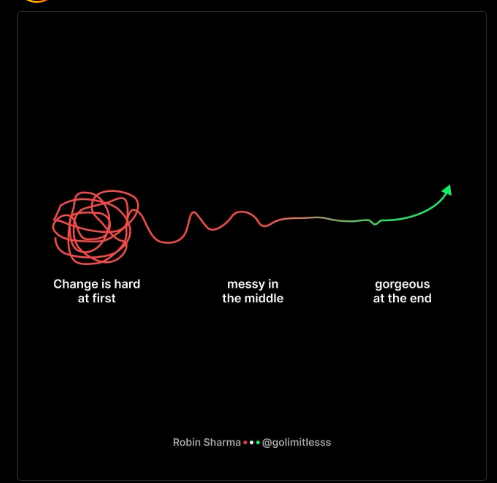 Change is hard
at first
messy in
the middle
gorgeous
at the end
Robin Sharma ••• @golimitlesss